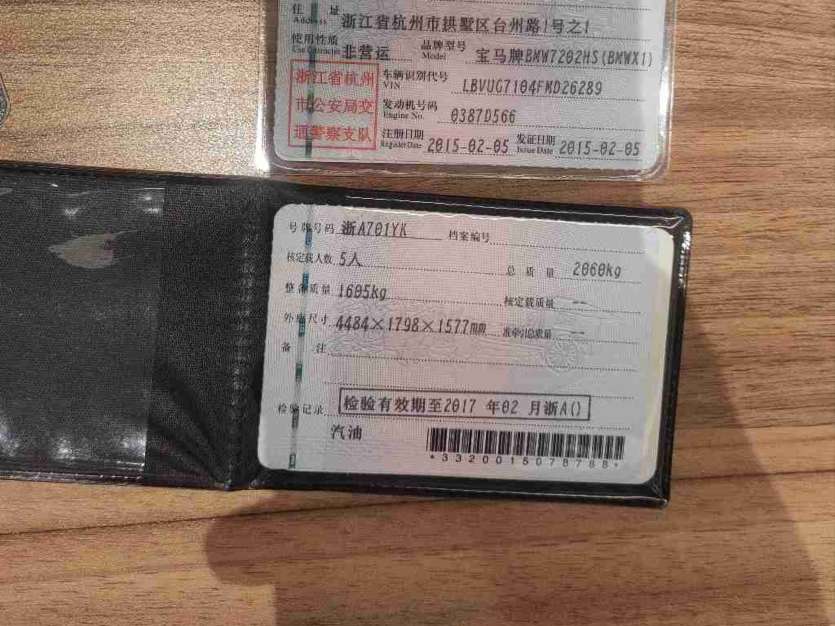 住 址 浙江省杭州市拱墅区台州路1号之1
Address
使用性质 非营运 品牌型号 宝马牌BMW7202HS(BMWX1)
Use Character Model
浙江省杭州
市公安局交
通警察支队
车辆识别代号 LBVUG7104FMD26289
VIN
发动机号码 0387D566
Engine No.
注册日期 2015-02-05 发证日期 2015-02-05
Register Date Issue Date
号牌号码 浙A701YK 档案编号
核定载人数 5人 总质量 2060kg
整备质量 1605kg 核定载质量 --
外廓尺寸 4484×1798×1577mm 准牵引总质量 --
备 注
检验记录 检验有效期至2017 年02 月浙A()
汽油
*3320015078788*